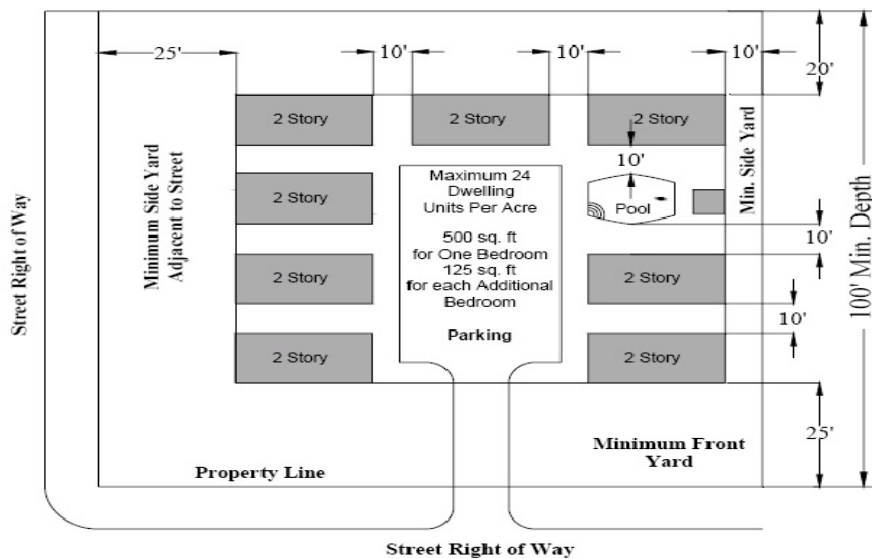 25'
10'
10'
10'
20'
2 Story
2 Story
2 Story
Street Right of Way
Minimum Side Yard
Adjacent to Street
2 Story
Maximum 24
Dwelling
Units Per Acre
500 sq. ft
for One Bedroom
125 sq. ft
for each Additional
Bedroom
Parking
10'
Pool
Min. Side Yard
100' Min. Depth
10'
2 Story
2 Story
10'
2 Story
2 Story
25'
Minimum Front
Yard
Property Line
Street Right of Way